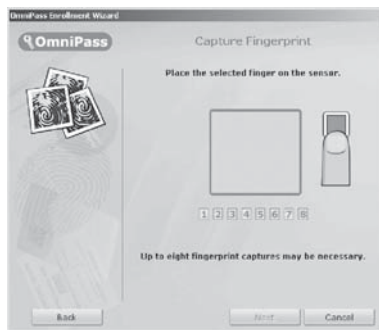 OmniPass Enrollment Wizard
OmniPass
Capture Fingerprint
Place the selected finger on the sensor.
1 2 3 4 5 6 7 8
Up to eight fingerprint captures may be necessary.
Back
Next
Cancel